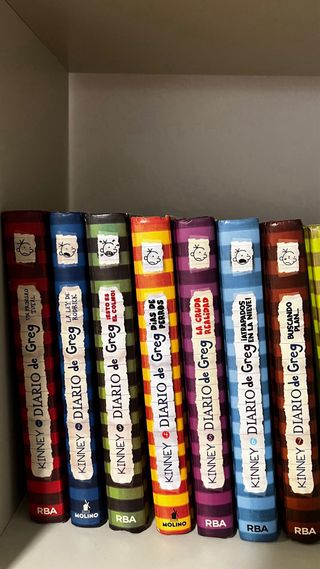 KINNEY DIARIO de Greg
UN PRINGAO
TOTAL
RBA
KINNEY DIARIO de Greg
LA LEY DE
RODRICK
MOLINO
KINNEY DIARIO de Greg
¡ESTO ES
EL COLMO!
RBA
KINNEY DIARIO de Greg
DÍAS DE
PERROS
MOLINO
KINNEY DIARIO de Greg
LA CRUDA
REALIDAD
RBA
KINNEY DIARIO de Greg
¡ATRAPADOS
EN LA NIEVE!
RBA
KINNEY DIARIO de Greg
BUSCANDO
PLAN...
RBA